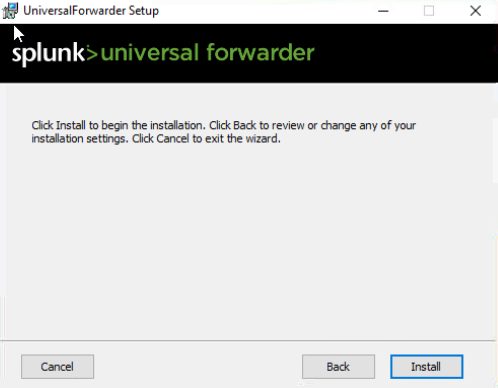 UniversalForwarder Setup
splunk>universal forwarder
Click Install to begin the installation. Click Back to review or change any of your
installation settings. Click Cancel to exit the wizard.
Cancel Back Install